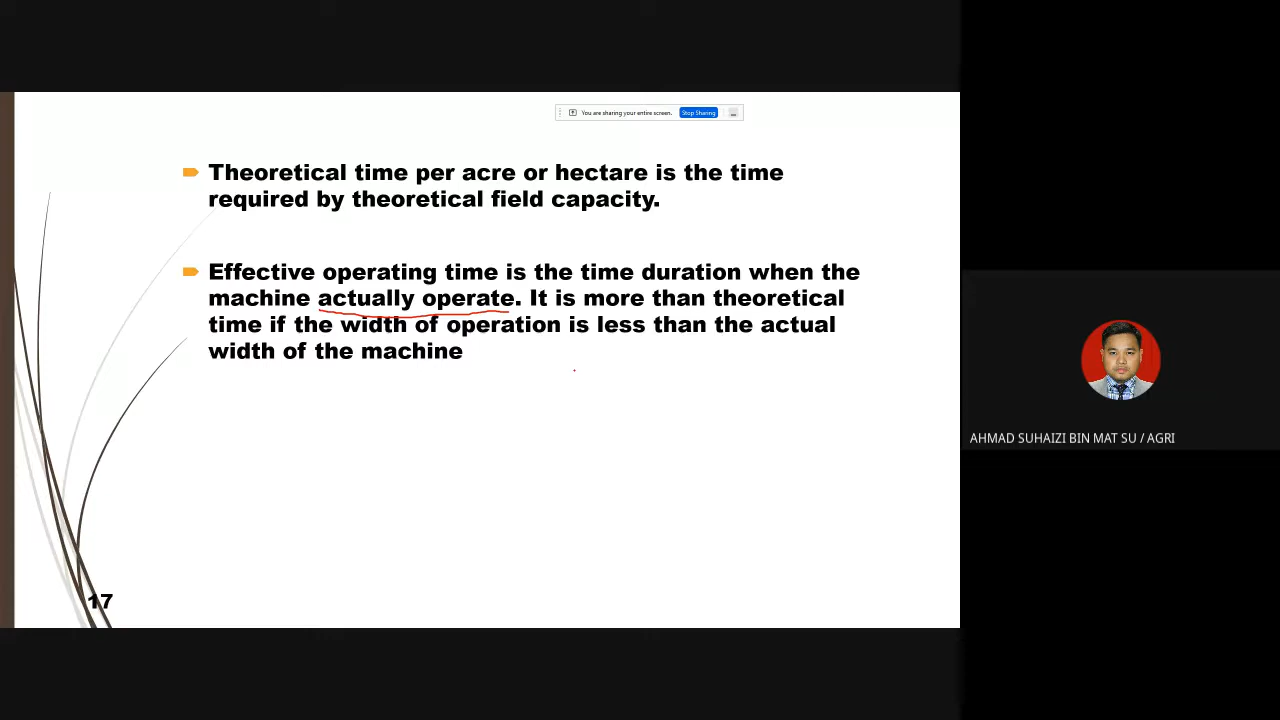 You are sharing your entire screen. Stop Sharing
Theoretical time per acre or hectare is the time
required by theoretical field capacity.
Effective operating time is the time duration when the
machine actually operate. It is more than theoretical
time if the width of operation is less than the actual
width of the machine
AHMAD SUHAIZI BIN MAT SU / AGRI
17